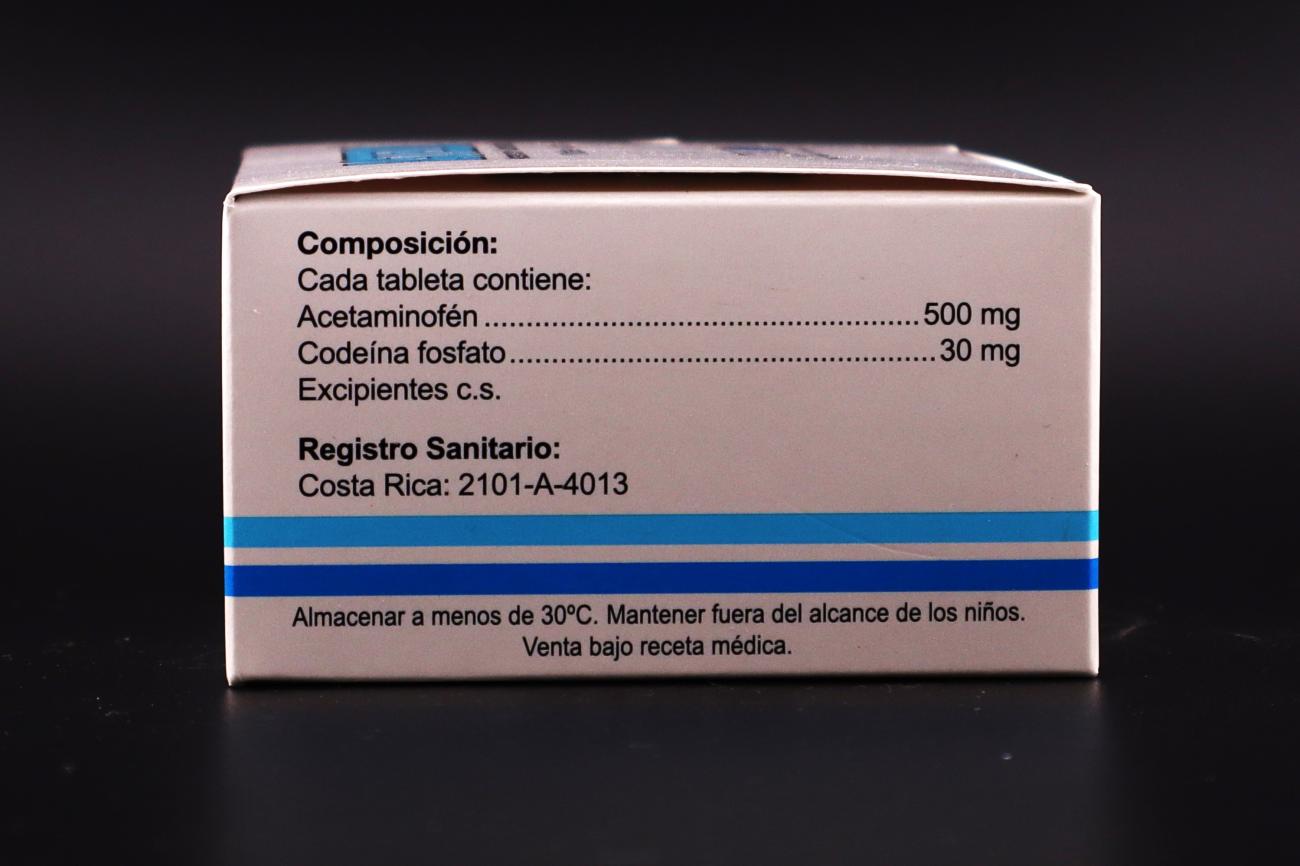 Composición:
Cada tableta contiene:
Acetaminofén ....................................................500 mg
Codeína fosfato...................................................30 mg
Excipientes c.s.
Registro Sanitario:
Costa Rica: 2101-A-4013
Almacenar a menos de 30ºC. Mantener fuera del alcance de los niños.
Venta bajo receta médica.